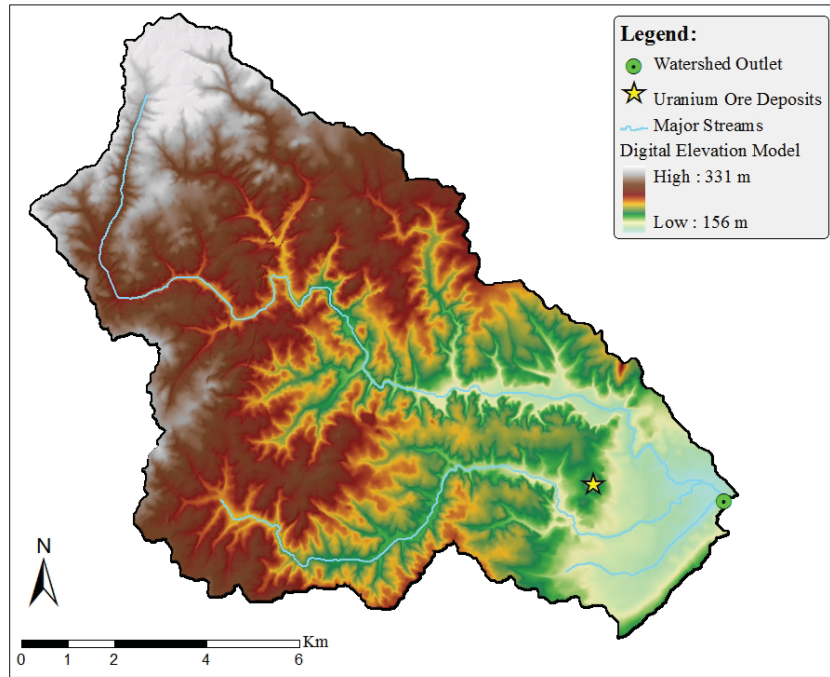 Legend:
Watershed Outlet
Uranium Ore Deposits
Major Streams
Digital Elevation Model
High : 331 m
Low : 156 m
N
Km
0 1 2 4 6